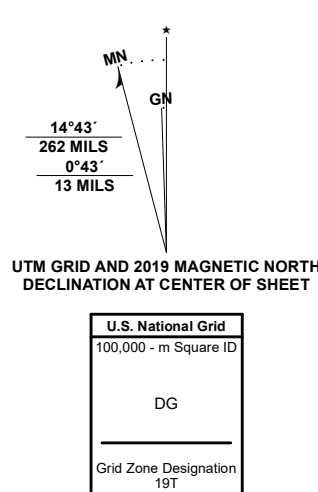 ★
MN
GN
14°43´
262 MILS
0°43´
13 MILS
UTM GRID AND 2019 MAGNETIC NORTH
DECLINATION AT CENTER OF SHEET
U.S. National Grid
100,000 - m Square ID
DG
Grid Zone Designation
19T